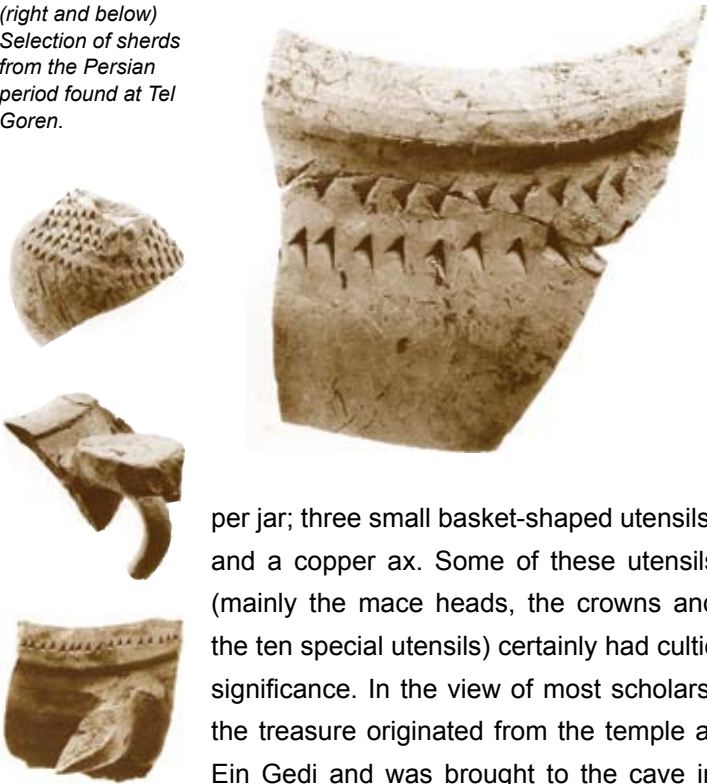 (right and below)
Selection of sherds
from the Persian
period found at Tel
Goren.
per jar; three small basket-shaped utensils
and a copper ax. Some of these utensils
(mainly the mace heads, the crowns and
the ten special utensils) certainly had cultic
significance. In the view of most scholars
the treasure originated from the temple a
Ein Gedi and was brought to the cave in